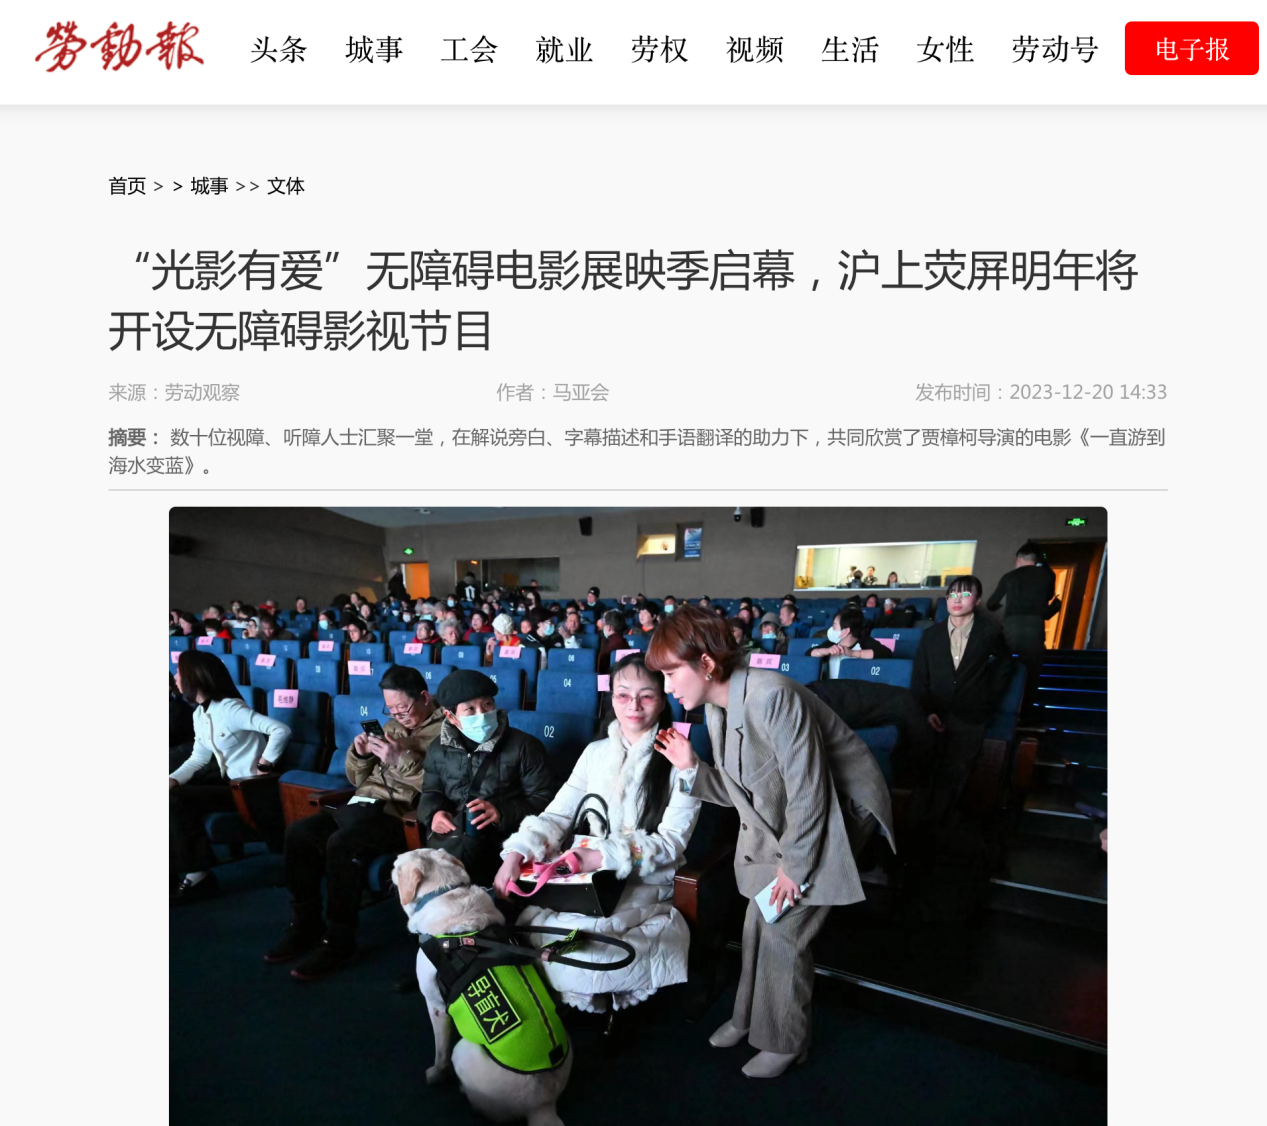 勞動報
头条 城事 工会 就业 劳权 视频 生活 女性 劳动号 电子报
首页 > > 城事 >> 文体
“光影有爱”无障碍电影展映季启幕，沪上荧屏明年将
开设无障碍影视节目
来源：劳动观察 作者：马亚会 发布时间：2023-12-20 14:33
摘要： 数十位视障、听障人士汇聚一堂，在解说旁白、字幕描述和手语翻译的助力下，共同欣赏了贾樟柯导演的电影《一直游到
海水变蓝》。
02
06
04
03
02
04
02
导盲犬